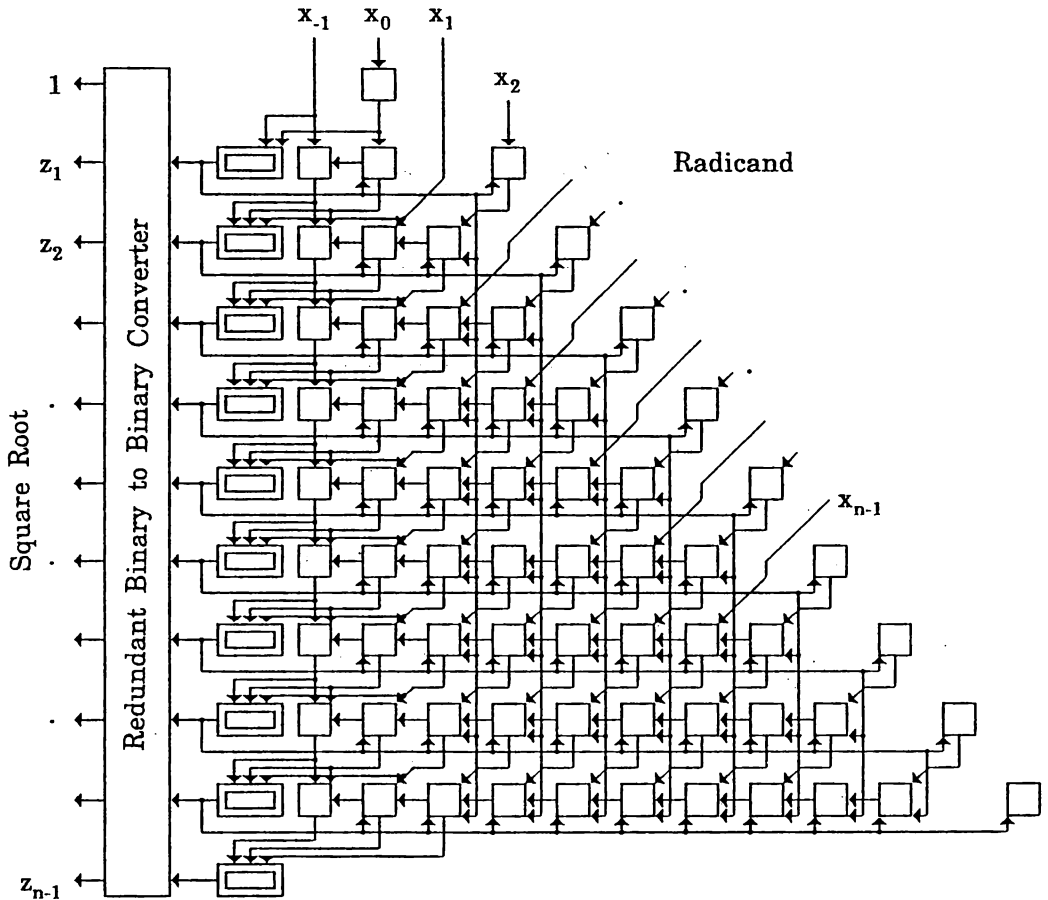 x-1 x0 x1
1
x2
z1
Radicand
z2
Redundant Binary to Binary Converter
Square Root
xn-1
zn-1